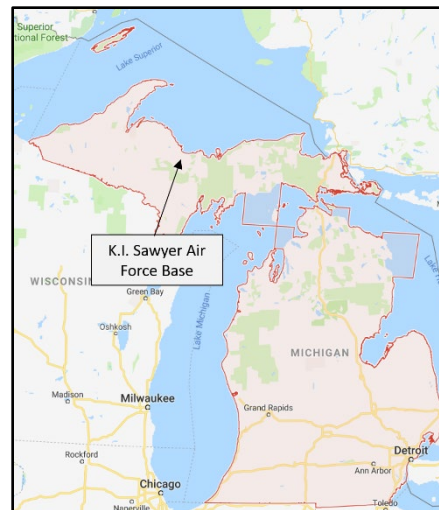 Superior
tional Forest
Lake Superior
K.I. Sawyer Air
Force Base
WISCONSIN
Green Bay
Oshkosh
Lake Michigan
MICHIGAN
Madison
Milwaukee
Grand Rapids
Rockford
Detroit
Ann Arbor
Chicago
Naperville
Toledo